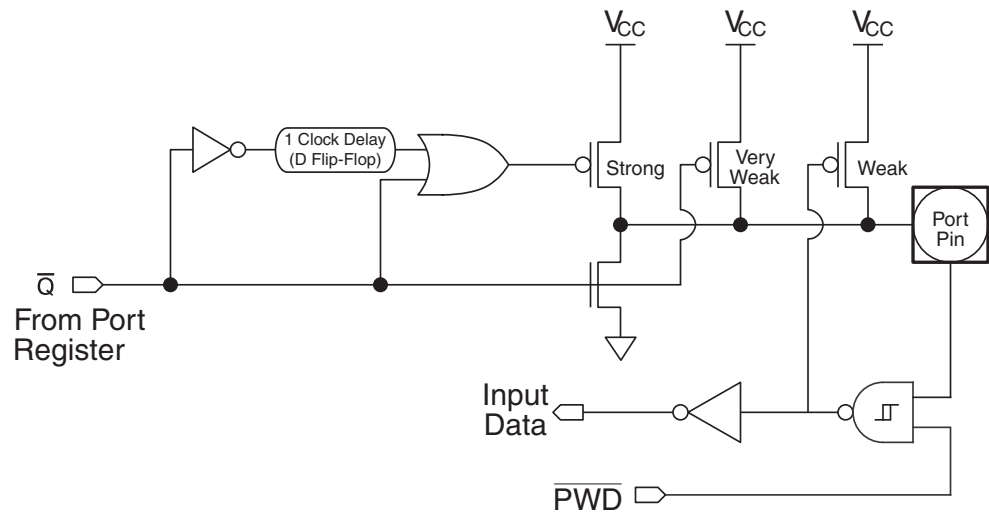 VCC
VCC
VCC
1 Clock Delay
(D Flip-Flop)
Strong
Very
Weak
Weak
Port
Pin
Q̅
From Port
Register
Input
Data
P̅W̅D̅